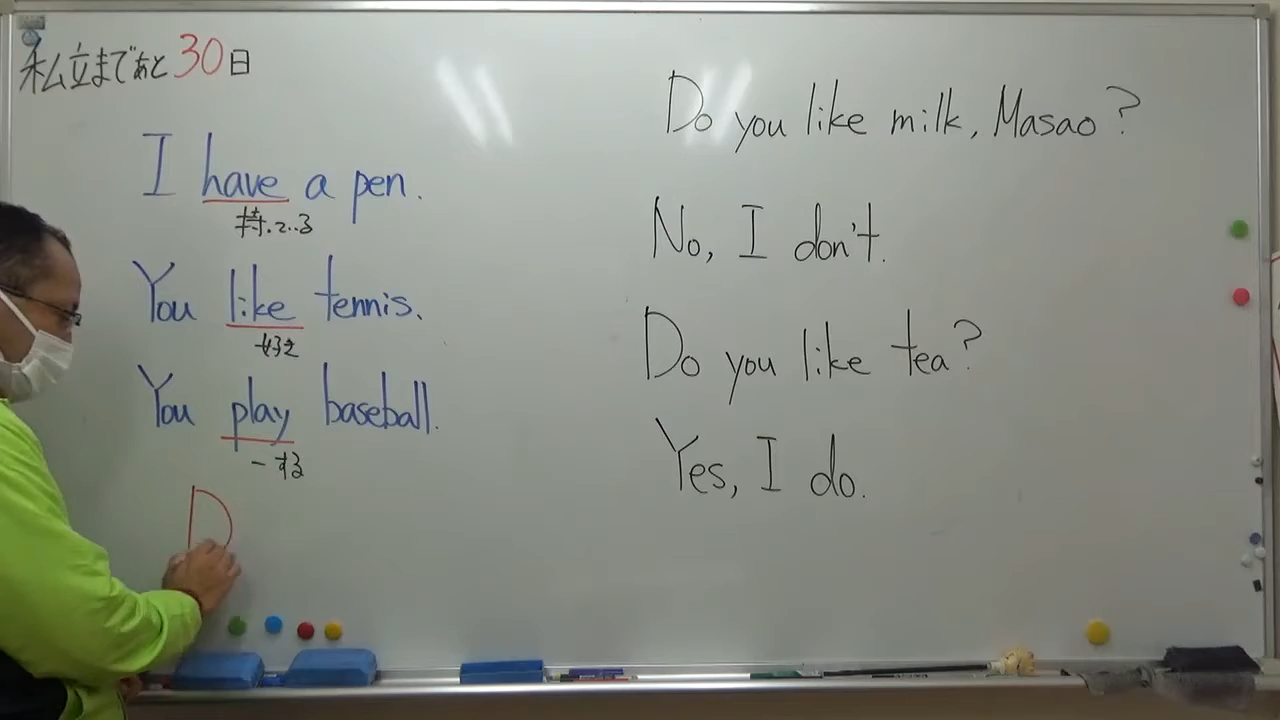 私立まであと30日
I have a pen.
持っている
You like tennis.
好き
You play baseball.
〜する
D
Do you like milk, Masao?
No, I don't.
Do you like tea?
Yes, I do.